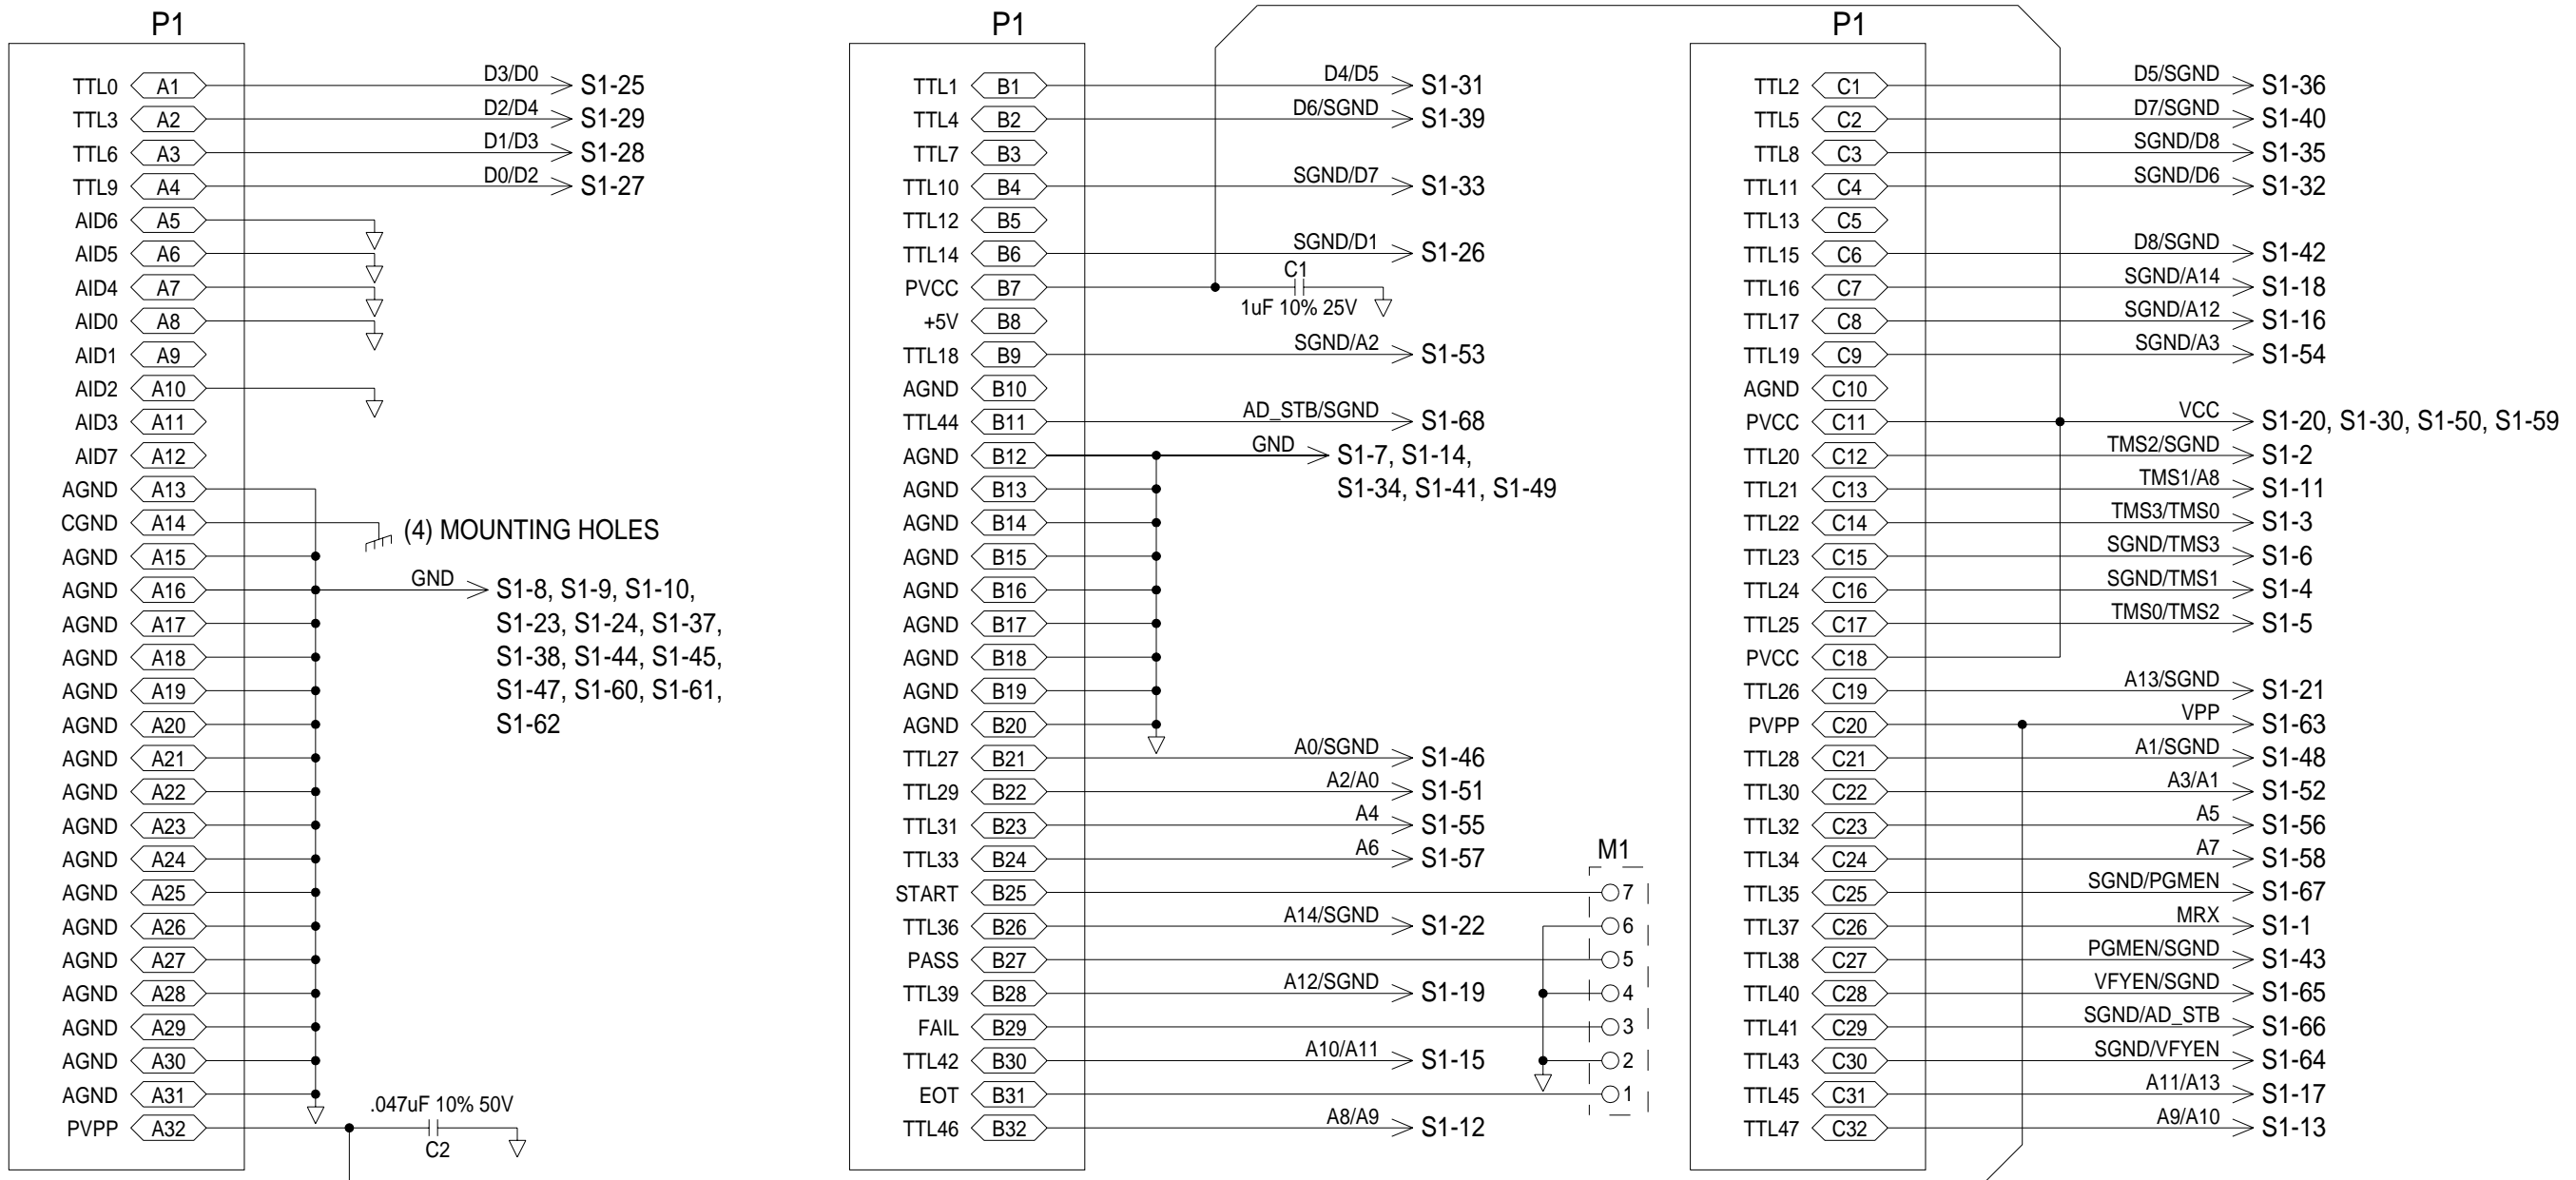 P1
TTL0 A1 D3/D0 S1-25
TTL3 A2 D2/D4 S1-29
TTL6 A3 D1/D3 S1-28
TTL9 A4 D0/D2 S1-27
AID6 A5
AID5 A6
AID4 A7
AID0 A8
AID1 A9
AID2 A10
AID3 A11
AID7 A12
AGND A13
CGND A14 (4) MOUNTING HOLES
AGND A15
AGND A16 GND S1-8, S1-9, S1-10,
AGND A17 S1-23, S1-24, S1-37,
AGND A18 S1-38, S1-44, S1-45,
AGND A19 S1-47, S1-60, S1-61,
AGND A20 S1-62
AGND A21
AGND A22
AGND A23
AGND A24
AGND A25
AGND A26
AGND A27
AGND A28
AGND A29
AGND A30
AGND A31
.047uF 10% 50V
PVPP A32
C2
P1
TTL1 B1 D4/D5 S1-31
TTL4 B2 D6/SGND S1-39
TTL7 B3
TTL10 B4 SGND/D7 S1-33
TTL12 B5
TTL14 B6 SGND/D1 S1-26
C1
PVCC B7
1uF 10% 25V
+5V B8
TTL18 B9 SGND/A2 S1-53
AGND B10
TTL44 B11 AD_STB/SGND S1-68
AGND B12 GND S1-7, S1-14,
AGND B13 S1-34, S1-41, S1-49
AGND B14
AGND B15
AGND B16
AGND B17
AGND B18
AGND B19
AGND B20
TTL27 B21 A0/SGND S1-46
TTL29 B22 A2/A0 S1-51
TTL31 B23 A4 S1-55
TTL33 B24 A6 S1-57
M1
START B25 7
TTL36 B26 A14/SGND S1-22 6
PASS B27 5
TTL39 B28 A12/SGND S1-19 4
FAIL B29 3
TTL42 B30 A10/A11 S1-15 2
EOT B31 1
TTL46 B32 A8/A9 S1-12
P1
TTL2 C1 D5/SGND S1-36
TTL5 C2 D7/SGND S1-40
TTL8 C3 SGND/D8 S1-35
TTL11 C4 SGND/D6 S1-32
TTL13 C5
TTL15 C6 D8/SGND S1-42
TTL16 C7 SGND/A14 S1-18
TTL17 C8 SGND/A12 S1-16
TTL19 C9 SGND/A3 S1-54
AGND C10
PVCC C11 VCC S1-20, S1-30, S1-50, S1-59
TTL20 C12 TMS2/SGND S1-2
TTL21 C13 TMS1/A8 S1-11
TTL22 C14 TMS3/TMS0 S1-3
TTL23 C15 SGND/TMS3 S1-6
TTL24 C16 SGND/TMS1 S1-4
TTL25 C17 TMS0/TMS2 S1-5
PVCC C18
TTL26 C19 A13/SGND S1-21
PVPP C20 VPP S1-63
TTL28 C21 A1/SGND S1-48
TTL30 C22 A3/A1 S1-52
TTL32 C23 A5 S1-56
TTL34 C24 A7 S1-58
TTL35 C25 SGND/PGMEN S1-67
TTL37 C26 MRX S1-1
TTL38 C27 PGMEN/SGND S1-43
TTL40 C28 VFYEN/SGND S1-65
TTL41 C29 SGND/AD_STB S1-66
TTL43 C30 SGND/VFYEN S1-64
TTL45 C31 A11/A13 S1-17
TTL47 C32 A9/A10 S1-13